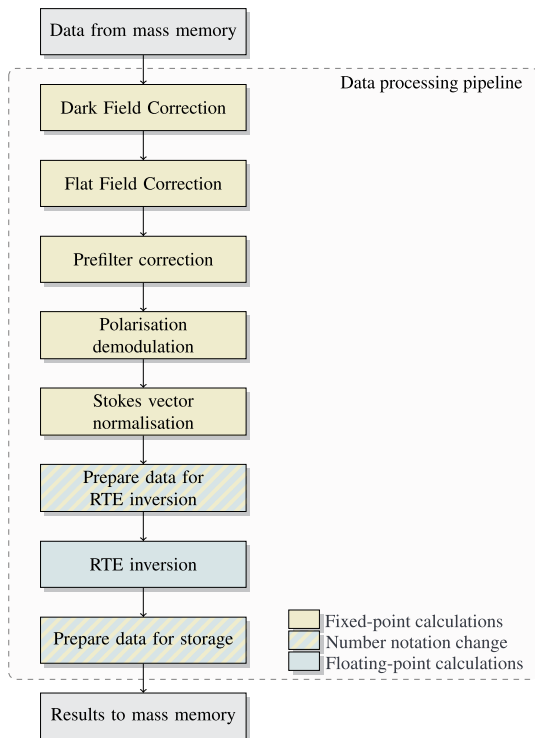 Data from mass memory
Data processing pipeline
Dark Field Correction
Flat Field Correction
Prefilter correction
Polarisation
demodulation
Stokes vector
normalisation
Prepare data for
RTE inversion
RTE inversion
Prepare data for storage
Fixed-point calculations
Number notation change
Floating-point calculations
Results to mass memory